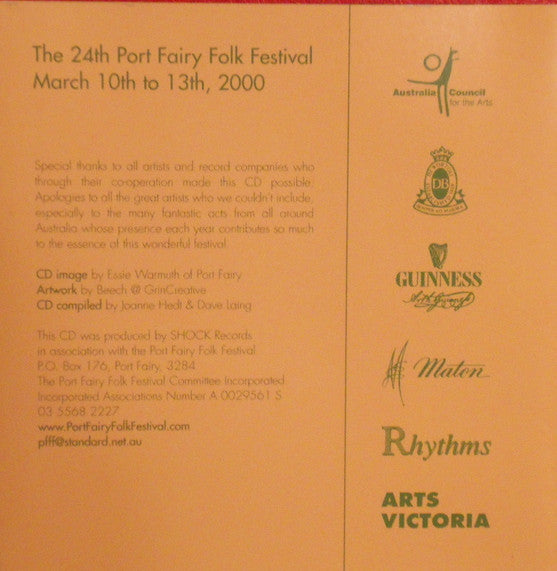 The 24th Port Fairy Folk Festival
March 10th to 13th, 2000
Special thanks to all artists and record companies who
through their co-operation made this CD possible.
Apologies to all the great artists who we couldn't include,
especially to the many fantastic acts from all around
Australia whose presence each year contributes so much
to the essence of this wonderful festival.
CD image by Essie Warmuth of Port Fairy
Artwork by Beech @ GrinCreative
CD compiled by Joanne Hedt & Dave Laing
This CD was produced by SHOCK Records
in association with the Port Fairy Folk Festival
P.O. Box 176, Port Fairy, 3284
The Port Fairy Folk Festival Committee Incorporated
Incorporated Associations Number A 0029561 S
03 5568 2227
www.PortFairyFolkFestival.com
pfff@standard.net.au
Australia Council
for the Arts
DB
GUINNESS
Maton
Rhythms
ARTS
VICTORIA